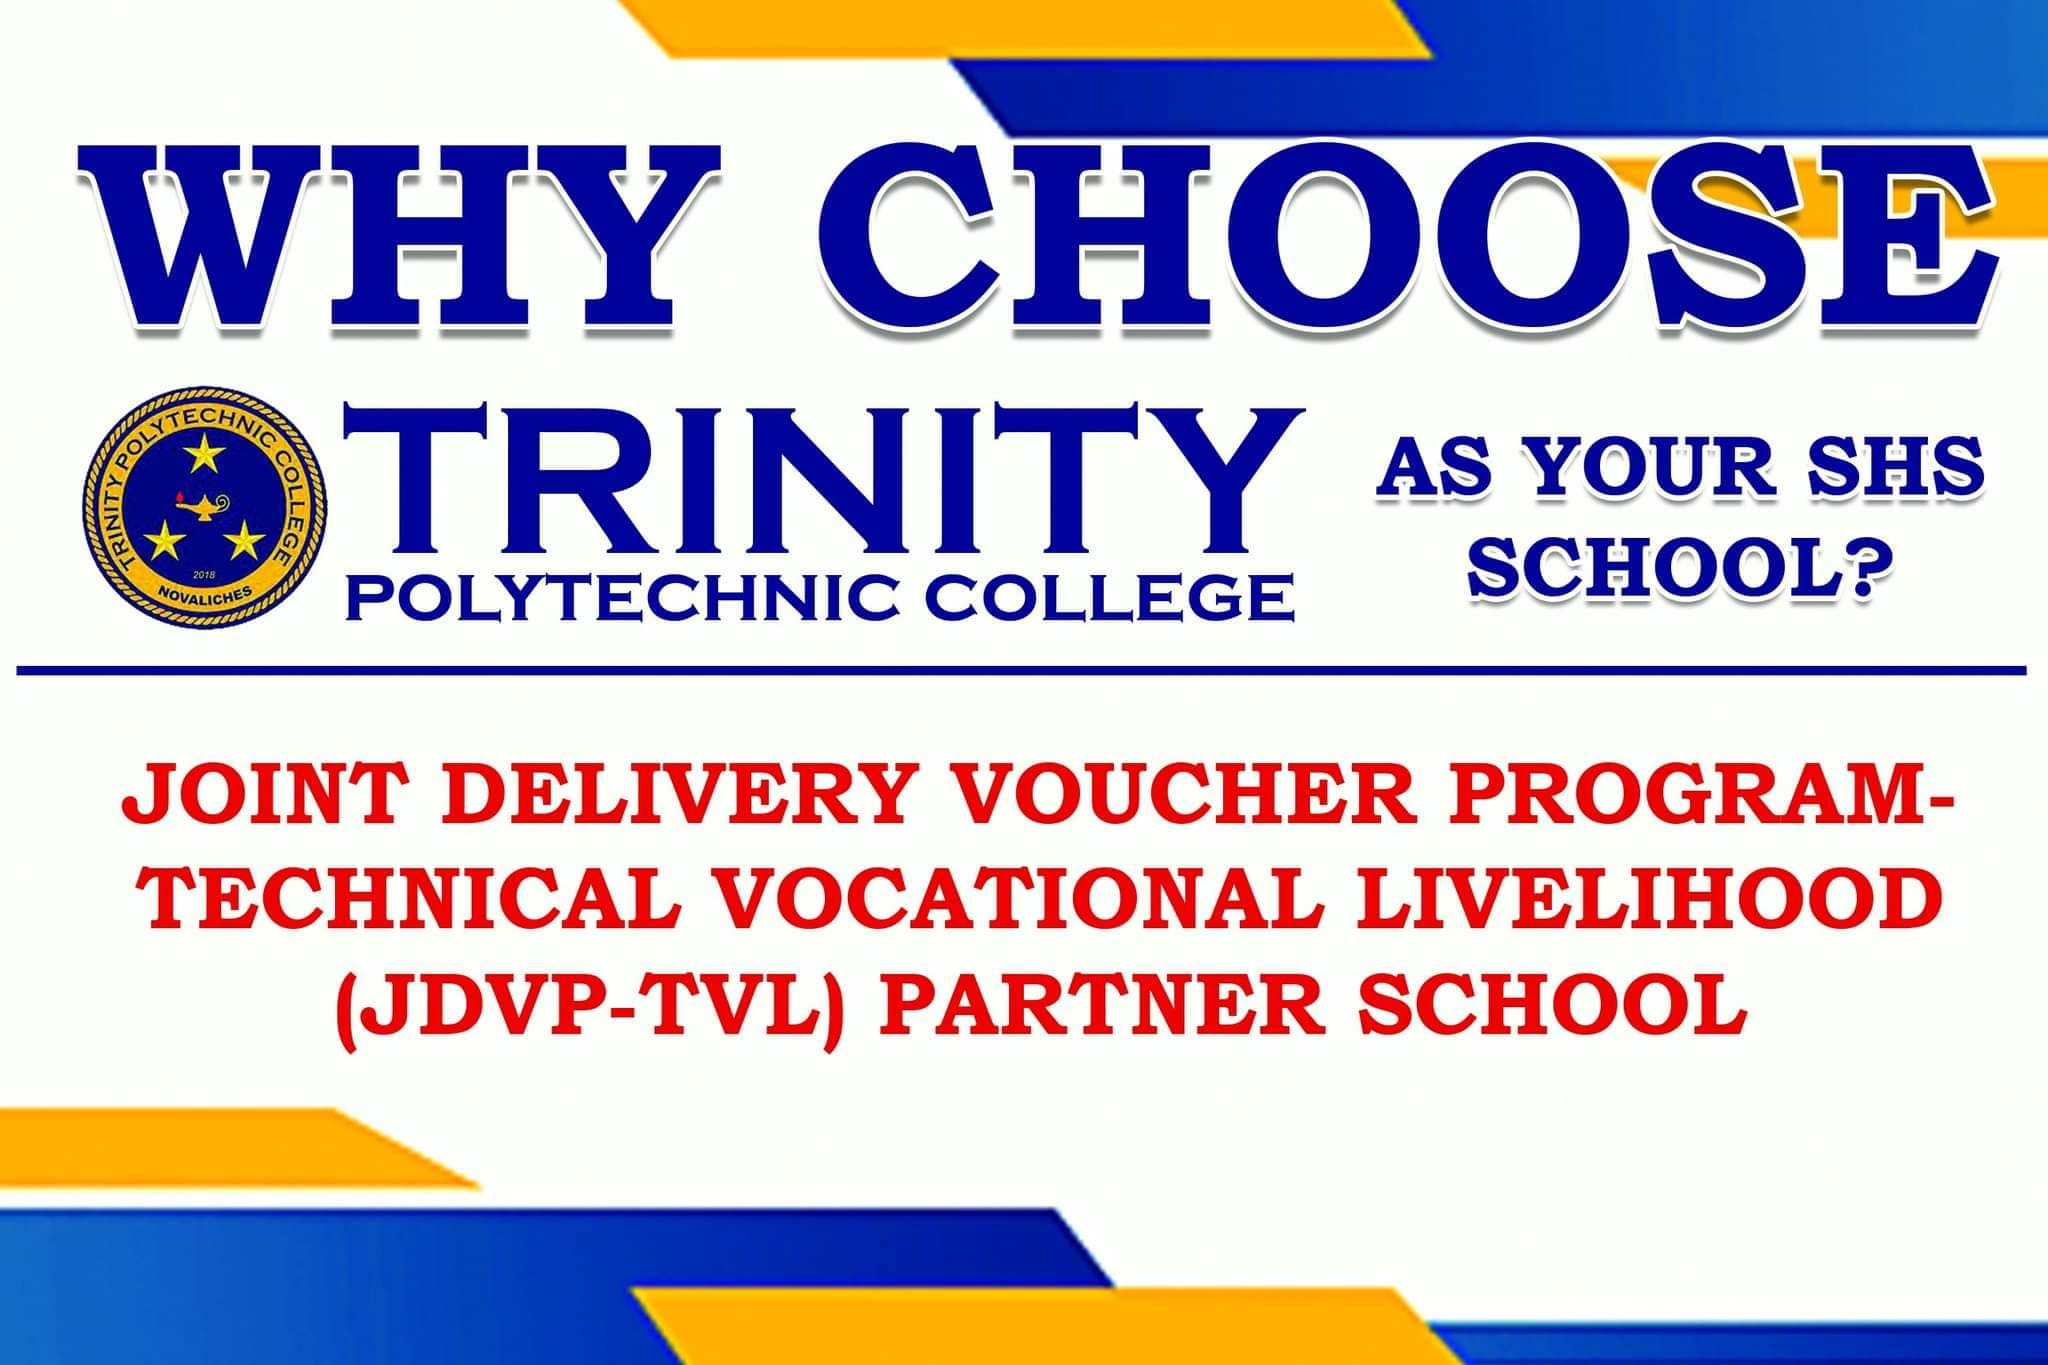 WHY CHOOSE
TRINITY POLYTECHNIC COLLEGE
2018
NOVALICHES
TRINITY
POLYTECHNIC COLLEGE
AS YOUR SHS
SCHOOL?
JOINT DELIVERY VOUCHER PROGRAM-
TECHNICAL VOCATIONAL LIVELIHOOD
(JDVP-TVL) PARTNER SCHOOL